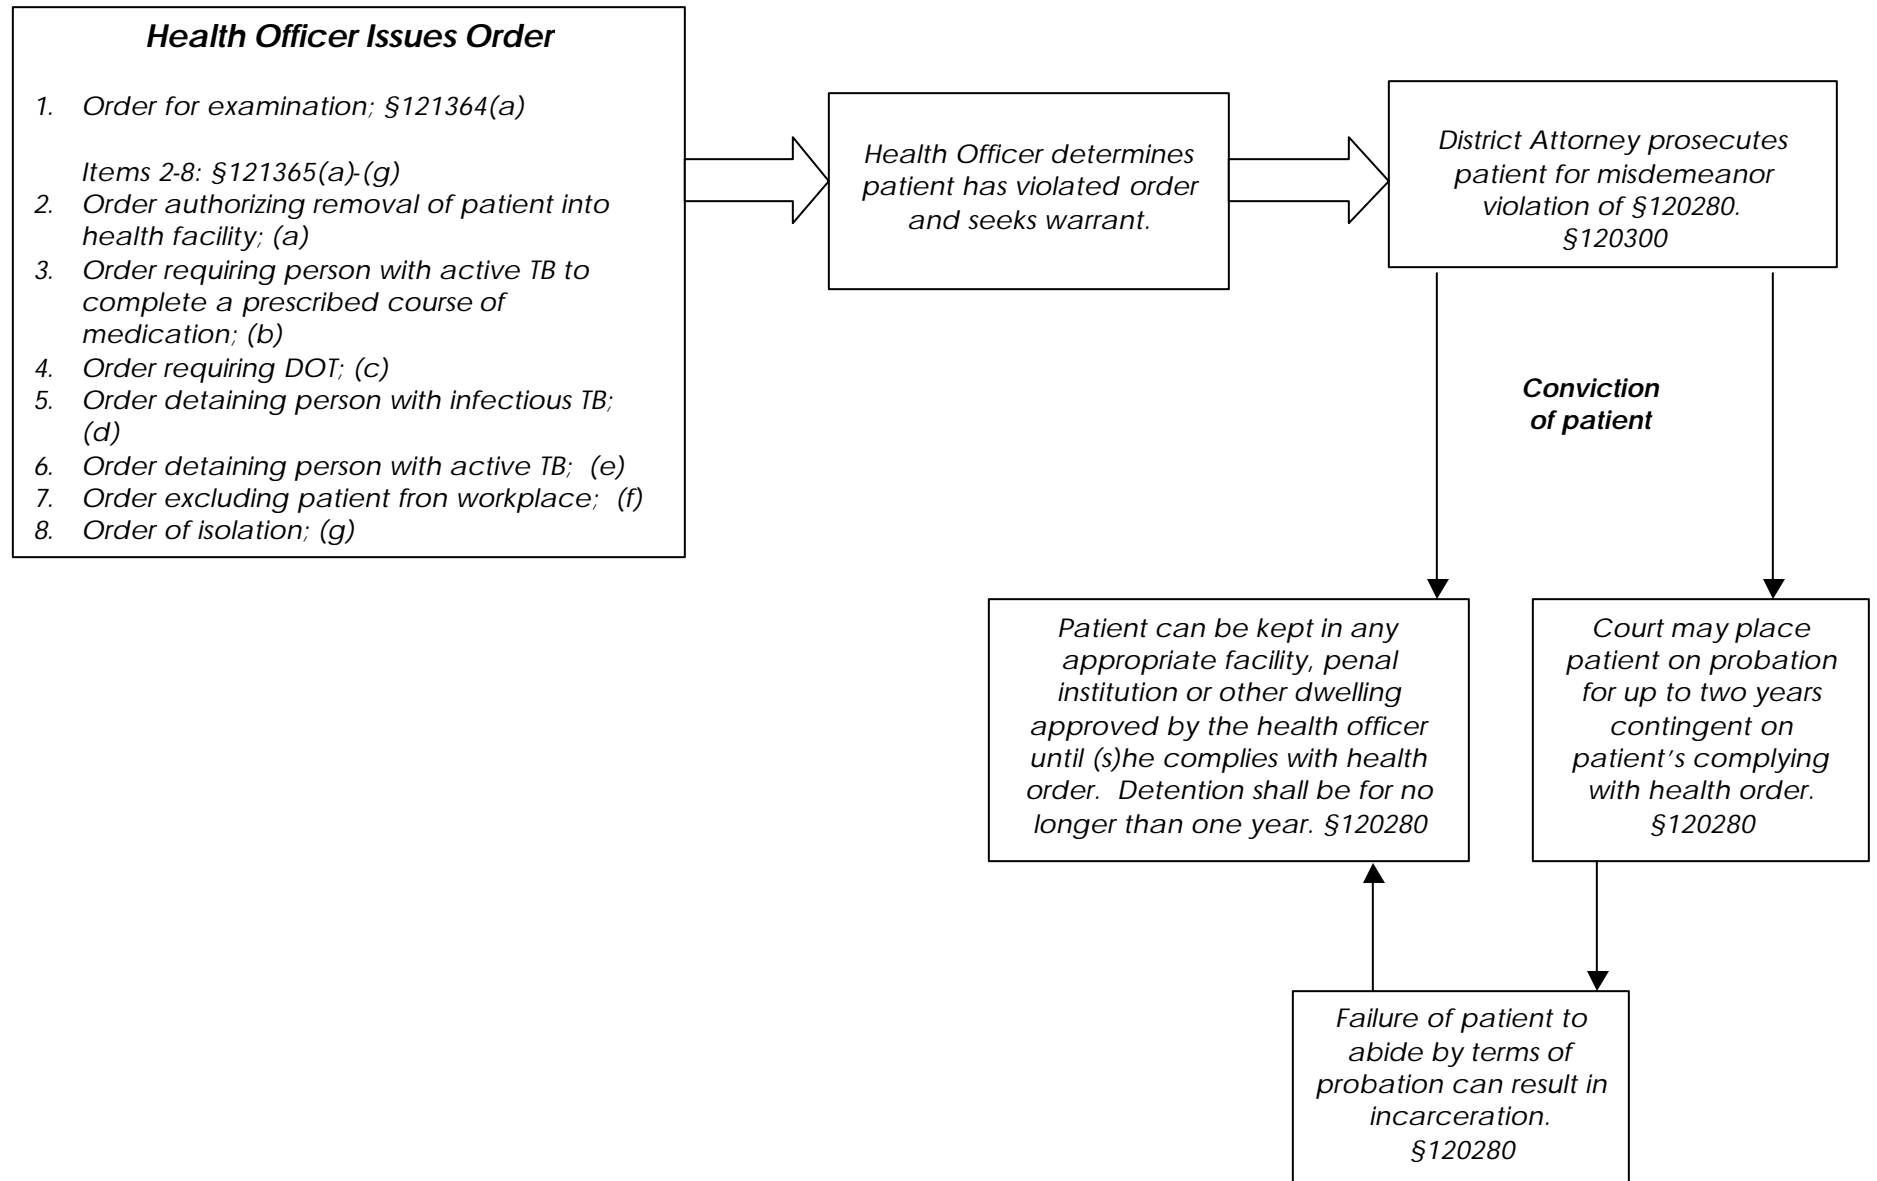 Health Officer Issues Order
1. Order for examination; §121364(a)
Items 2-8: §121365(a)-(g)
2. Order authorizing removal of patient into
health facility; (a)
3. Order requiring person with active TB to
complete a prescribed course of
medication; (b)
4. Order requiring DOT; (c)
5. Order detaining person with infectious TB;
(d)
6. Order detaining person with active TB; (e)
7. Order excluding patient fron workplace; (f)
8. Order of isolation; (g)
Health Officer determines
patient has violated order
and seeks warrant.
District Attorney prosecutes
patient for misdemeanor
violation of §120280.
§120300
Conviction
of patient
Patient can be kept in any
appropriate facility, penal
institution or other dwelling
approved by the health officer
until (s)he complies with health
order. Detention shall be for no
longer than one year. §120280
Court may place
patient on probation
for up to two years
contingent on
patient's complying
with health order.
§120280
Failure of patient to
abide by terms of
probation can result in
incarceration.
§120280